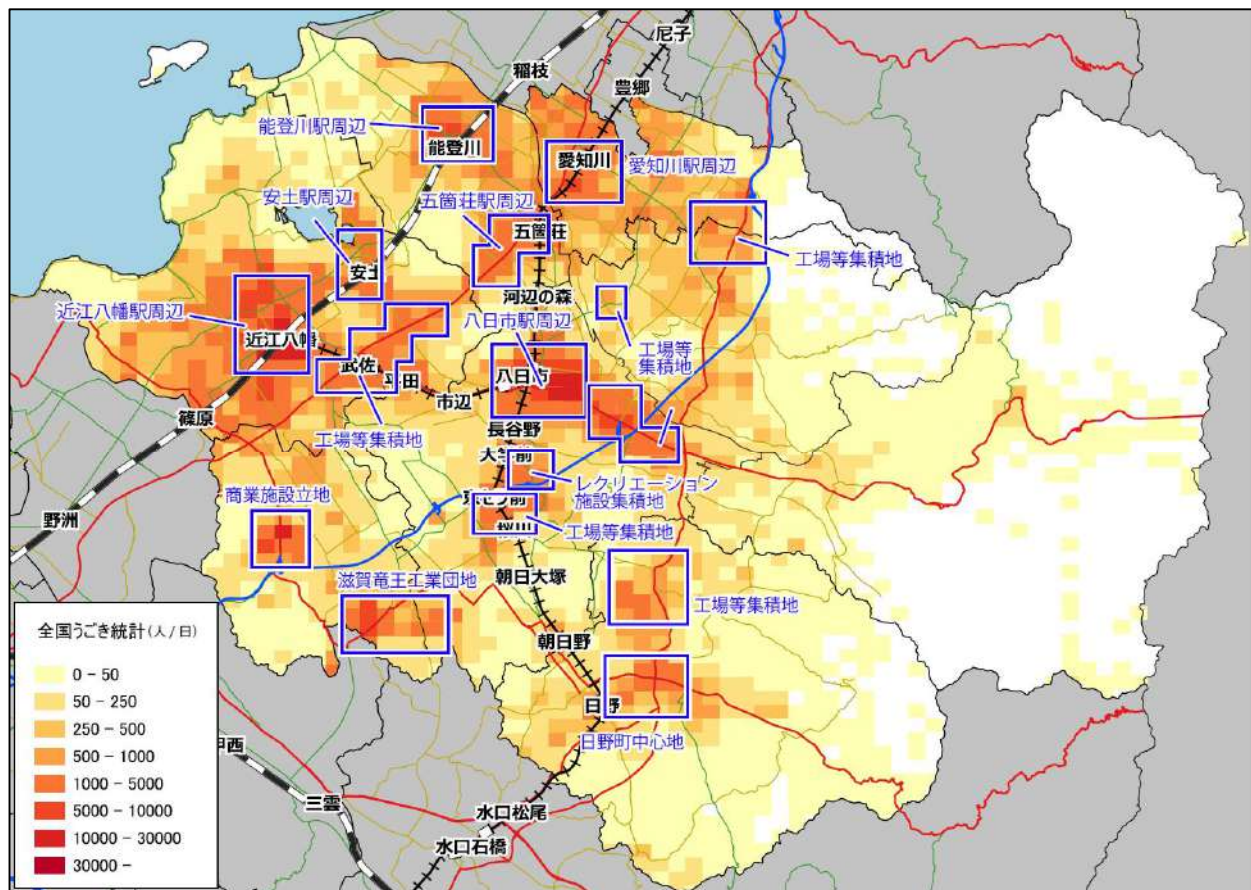 尼子
稲枝
豊郷
能登川駅周辺
能登川
愛知川
愛知川駅周辺
安土駅周辺
五箇荘駅周辺
五箇荘
工場等集積地
安土
河辺の森
近江八幡駅周辺
八日市駅周辺
近江八幡
工場等
集積地
武佐
平田
八日市
市辺
篠原
長谷野
工場等集積地
大学前
レクリエーション
施設集積地
商業施設立地
野洲
桜川
工場等集積地
滋賀竜王工業団地
朝日大塚
工場等集積地
朝日野
日野
日野町中心地
全国うごき統計(人/日)
0 - 50
50 - 250
250 - 500
500 - 1000
1000 - 5000
5000 - 10000
10000 - 30000
30000 -
三雲
水口松尾
水口石橋